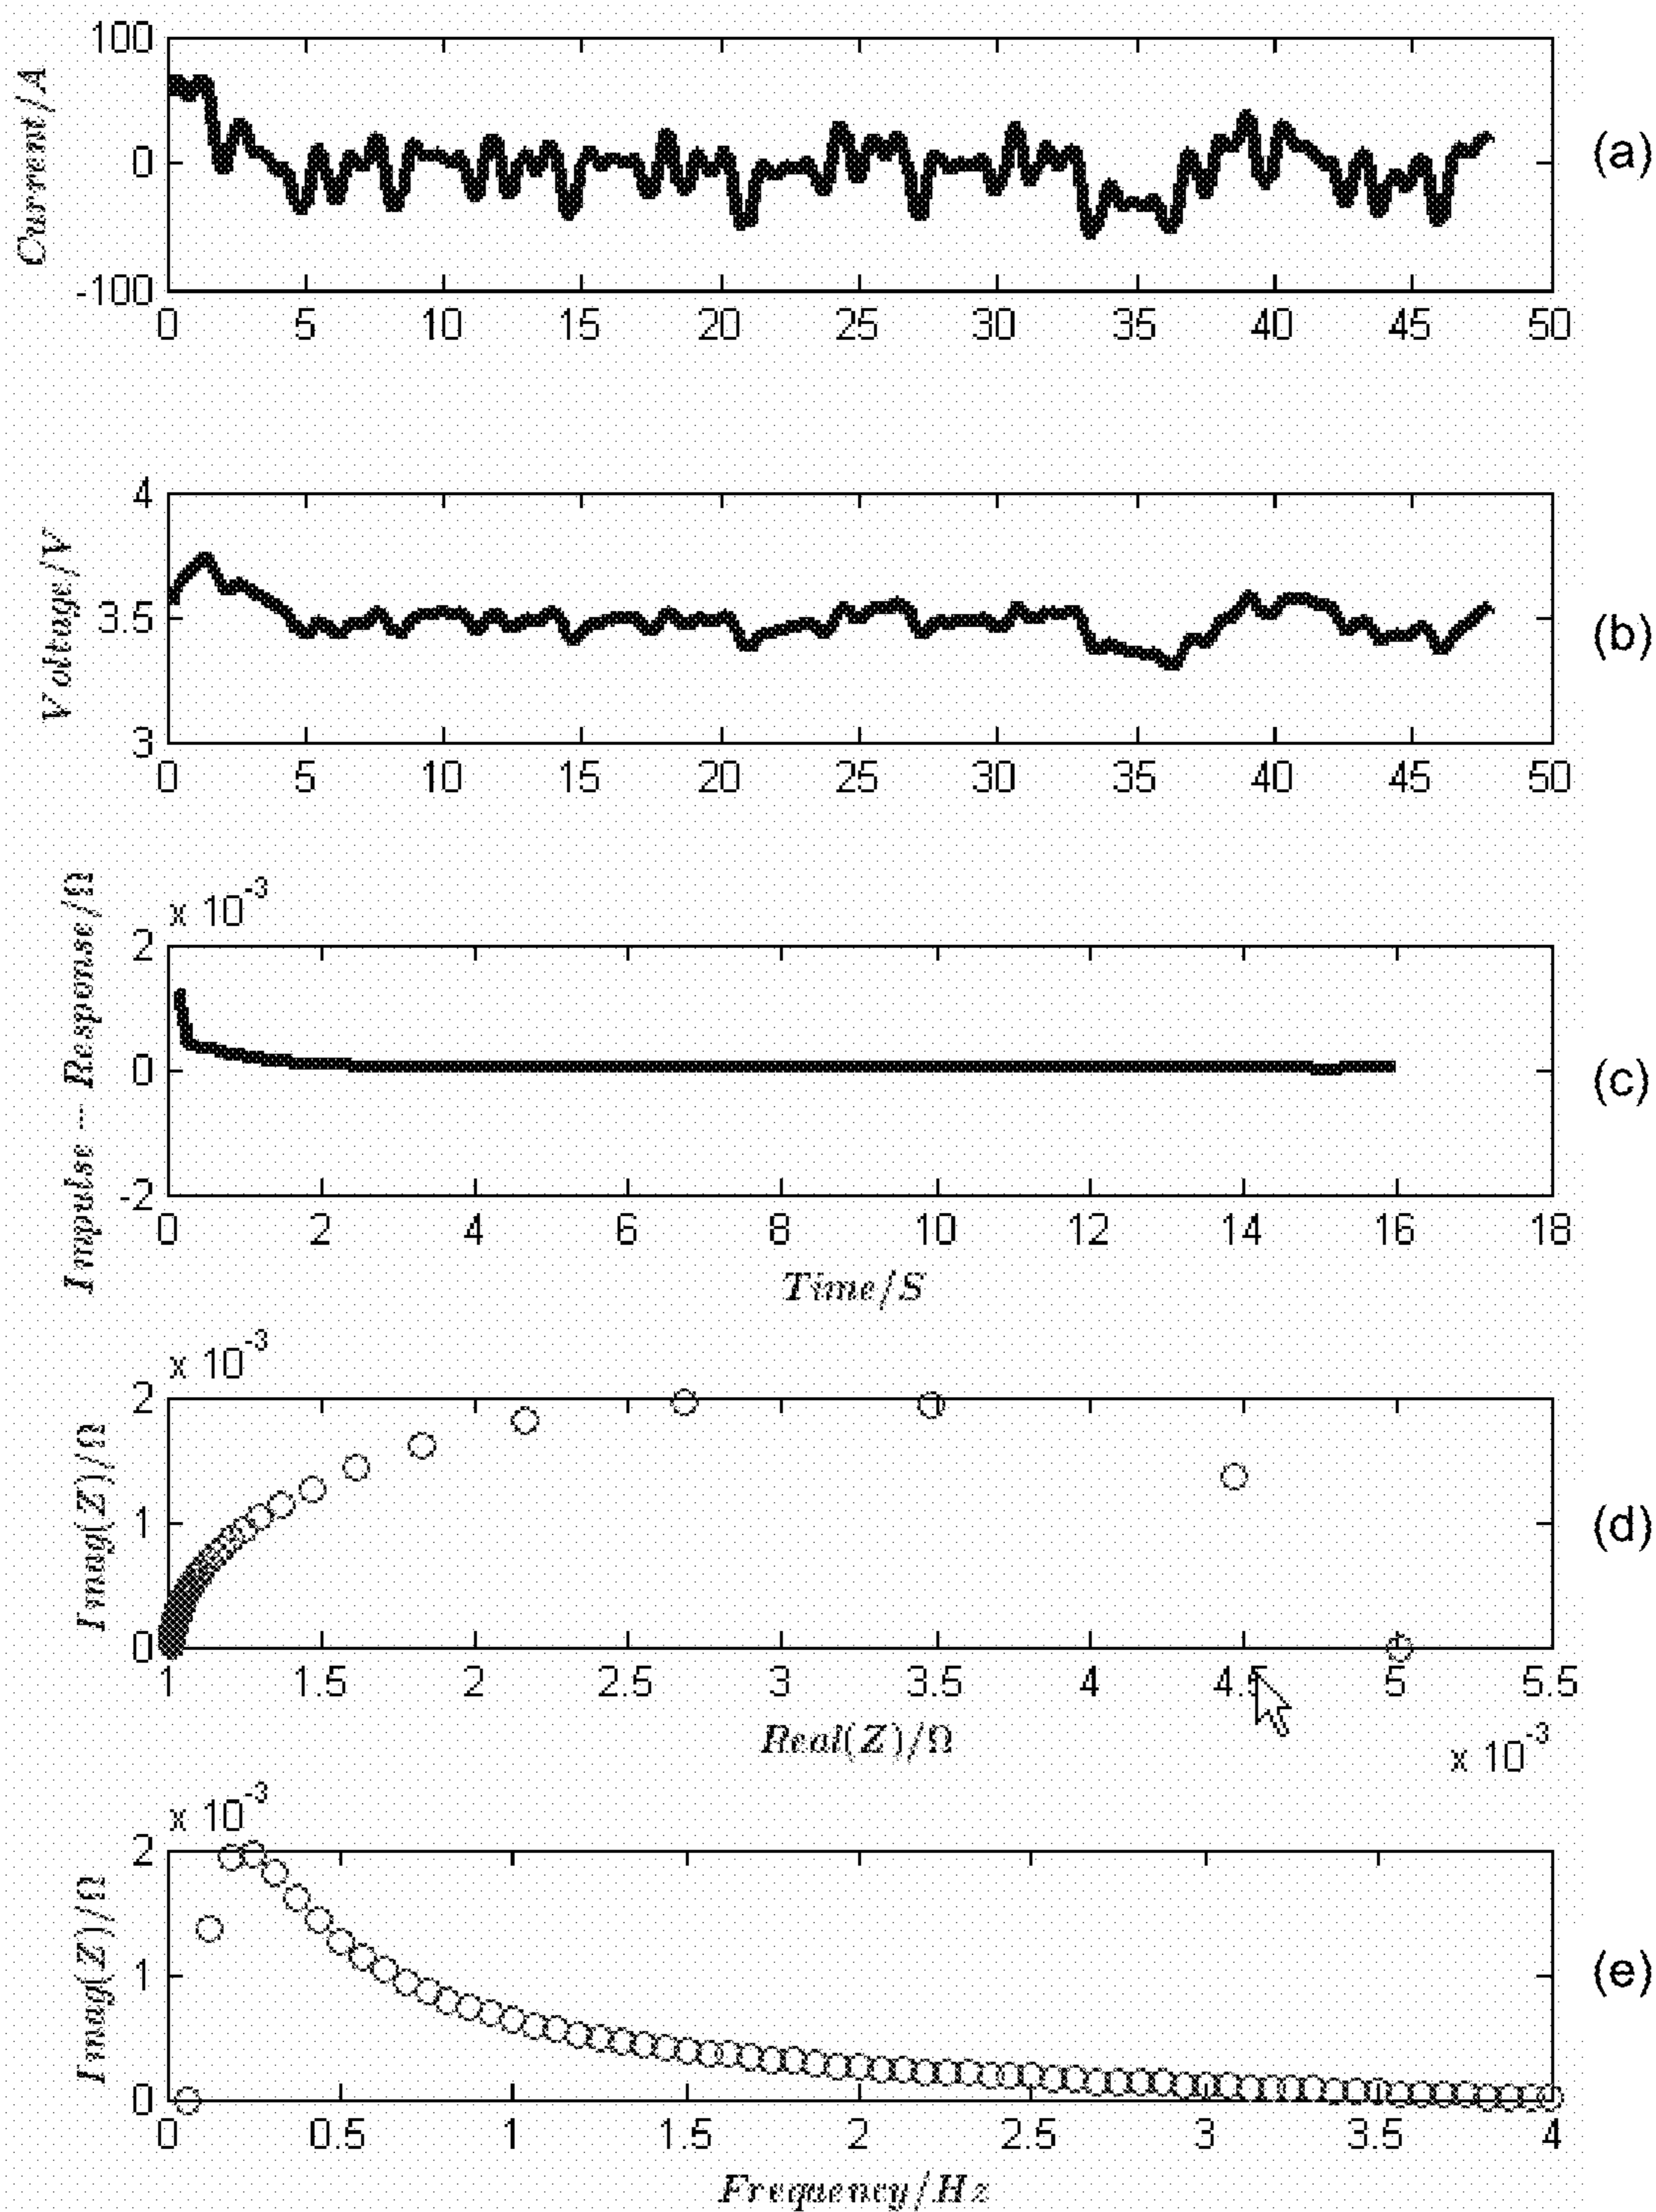 100
0
-100
Current/A
0 5 10 15 20 25 30 35 40 45 50
(a)
4
3.5
3
Voltage/V
0 5 10 15 20 25 30 35 40 45 50
(b)
x 10-3
2
0
-2
Impulse - Response/Ω
0 2 4 6 8 10 12 14 16 18
Time/S
(c)
x 10-3
2
1
0
Imag(Z)/Ω
1 1.5 2 2.5 3 3.5 4 4.5 5 5.5
Real(Z)/Ω
x 10-3
(d)
x 10-3
2
1
0
Imag(Z)/Ω
0 0.5 1 1.5 2 2.5 3 3.5 4
Frequency/Hz
(e)